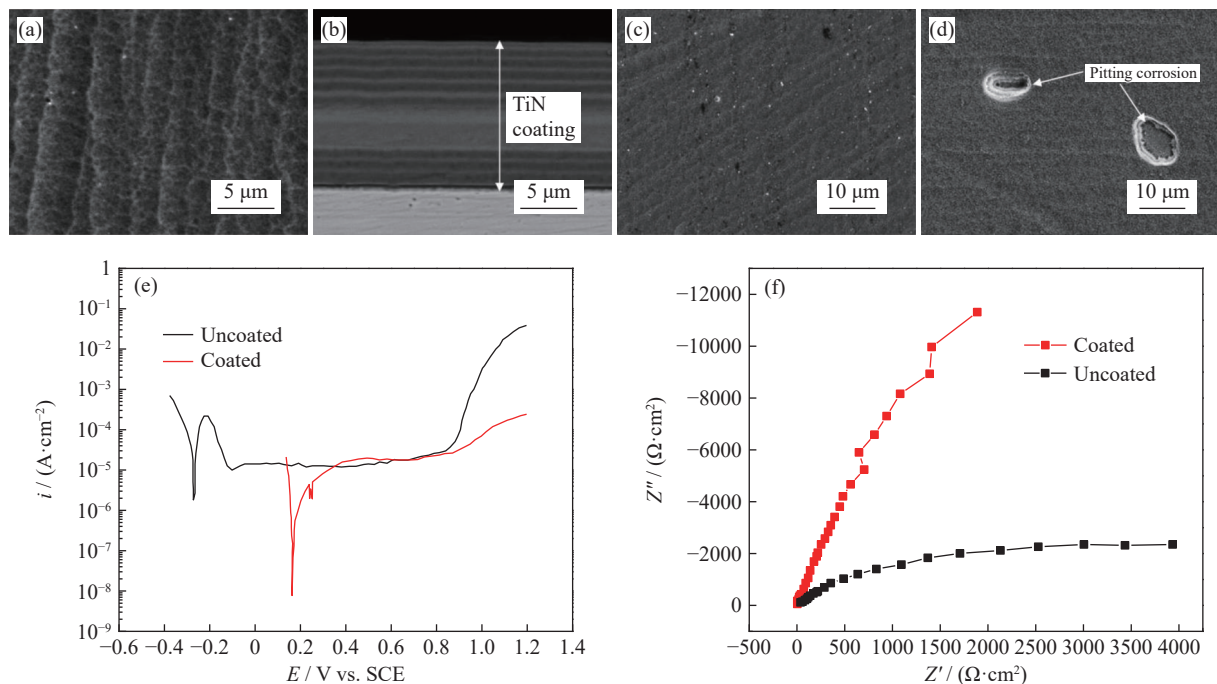 (a)
5 μm
(b)
TiN
coating
5 μm
(c)
10 μm
(d)
Pitting corrosion
10 μm
(e)
Uncoated
Coated
1
10−1
10−2
10−3
10−4
10−5
10−6
10−7
10−8
10−9
i / (A·cm−2)
−0.6
−0.4
−0.2
0
0.2
0.4
0.6
0.8
1.0
1.2
1.4
E / V vs. SCE
(f)
Coated
Uncoated
−12000
−10000
−8000
−6000
−4000
−2000
0
Z″ / (Ω·cm2)
−500
0
500
1000
1500
2000
2500
3000
3500
4000
Z′ / (Ω·cm2)